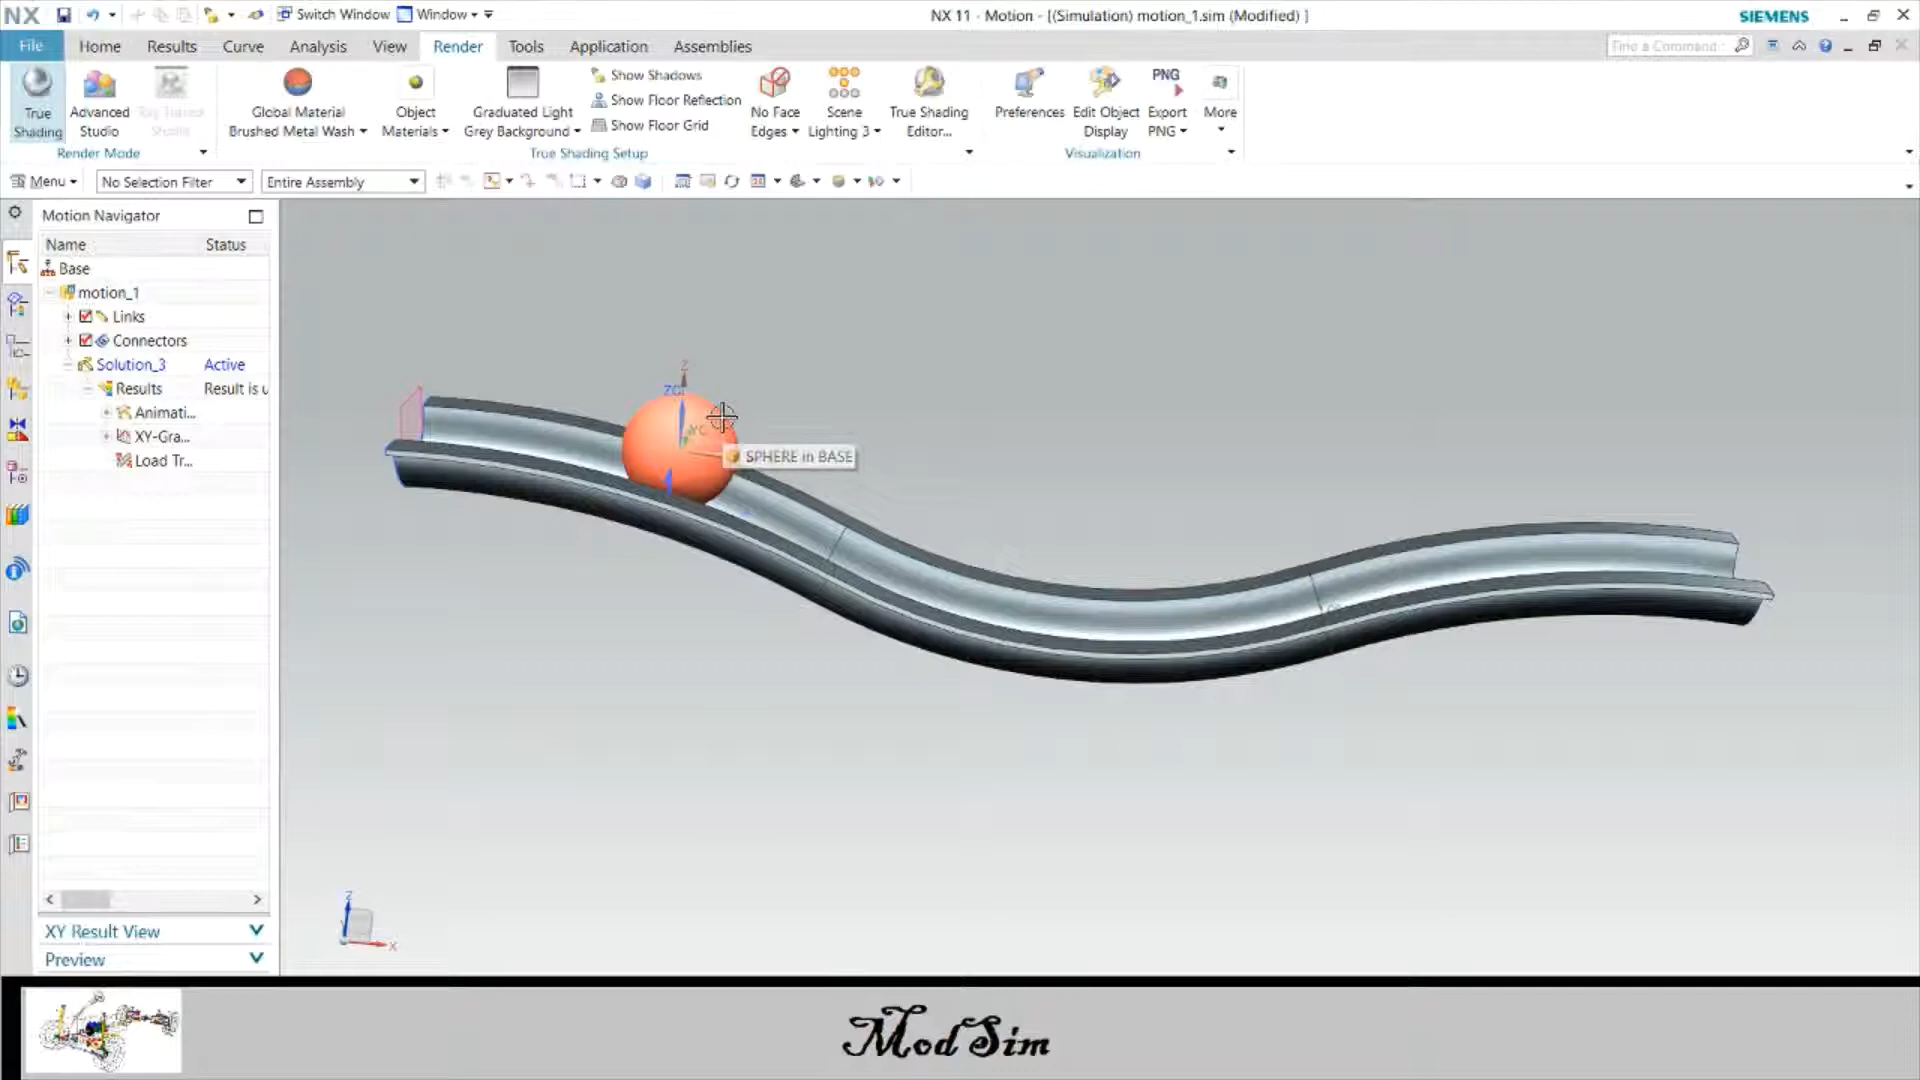 NX Switch Window Window NX 11 - Motion - [(Simulation) motion_1.sim (Modified) ] SIEMENS
File Home Results Curve Analysis View Render Tools Application Assemblies Find a Command
True Shading
Advanced Studio
Global Material Brushed Metal Wash
Object Materials
Graduated Light Grey Background
Show Shadows
Show Floor Reflection
Show Floor Grid
No Face Edges
Scene Lighting 3
True Shading Editor...
Preferences
Edit Object Display
PNG
Export PNG
More
Render Mode True Shading Setup Visualization
Menu No Selection Filter Entire Assembly
Motion Navigator
Name Status
Base
motion_1
Links
Connectors
Solution_3 Active
Results Result is u
Animati...
XY-Gra...
Load Tr...
Z
SPHERE in BASE
Z
X
XY Result View
Preview
ModSim